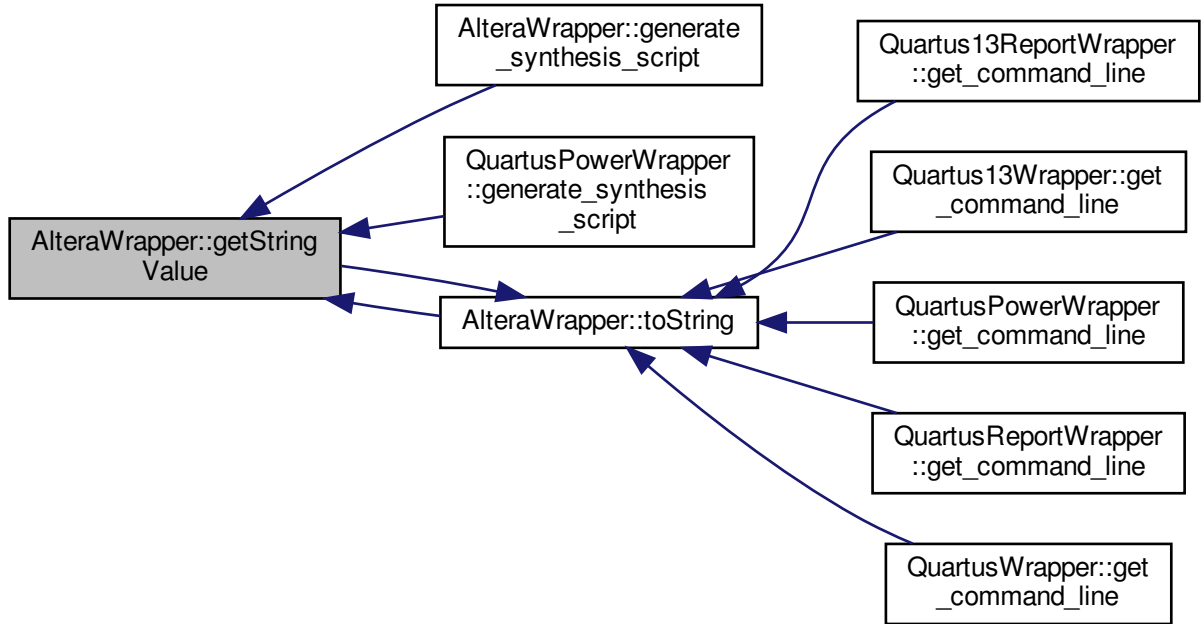 AlteraWrapper::generate
_synthesis_script
QuartusPowerWrapper
::generate_synthesis
_script
AlteraWrapper::getString
Value
AlteraWrapper::toString
Quartus13ReportWrapper
::get_command_line
Quartus13Wrapper::get
_command_line
QuartusPowerWrapper
::get_command_line
QuartusReportWrapper
::get_command_line
QuartusWrapper::get
_command_line